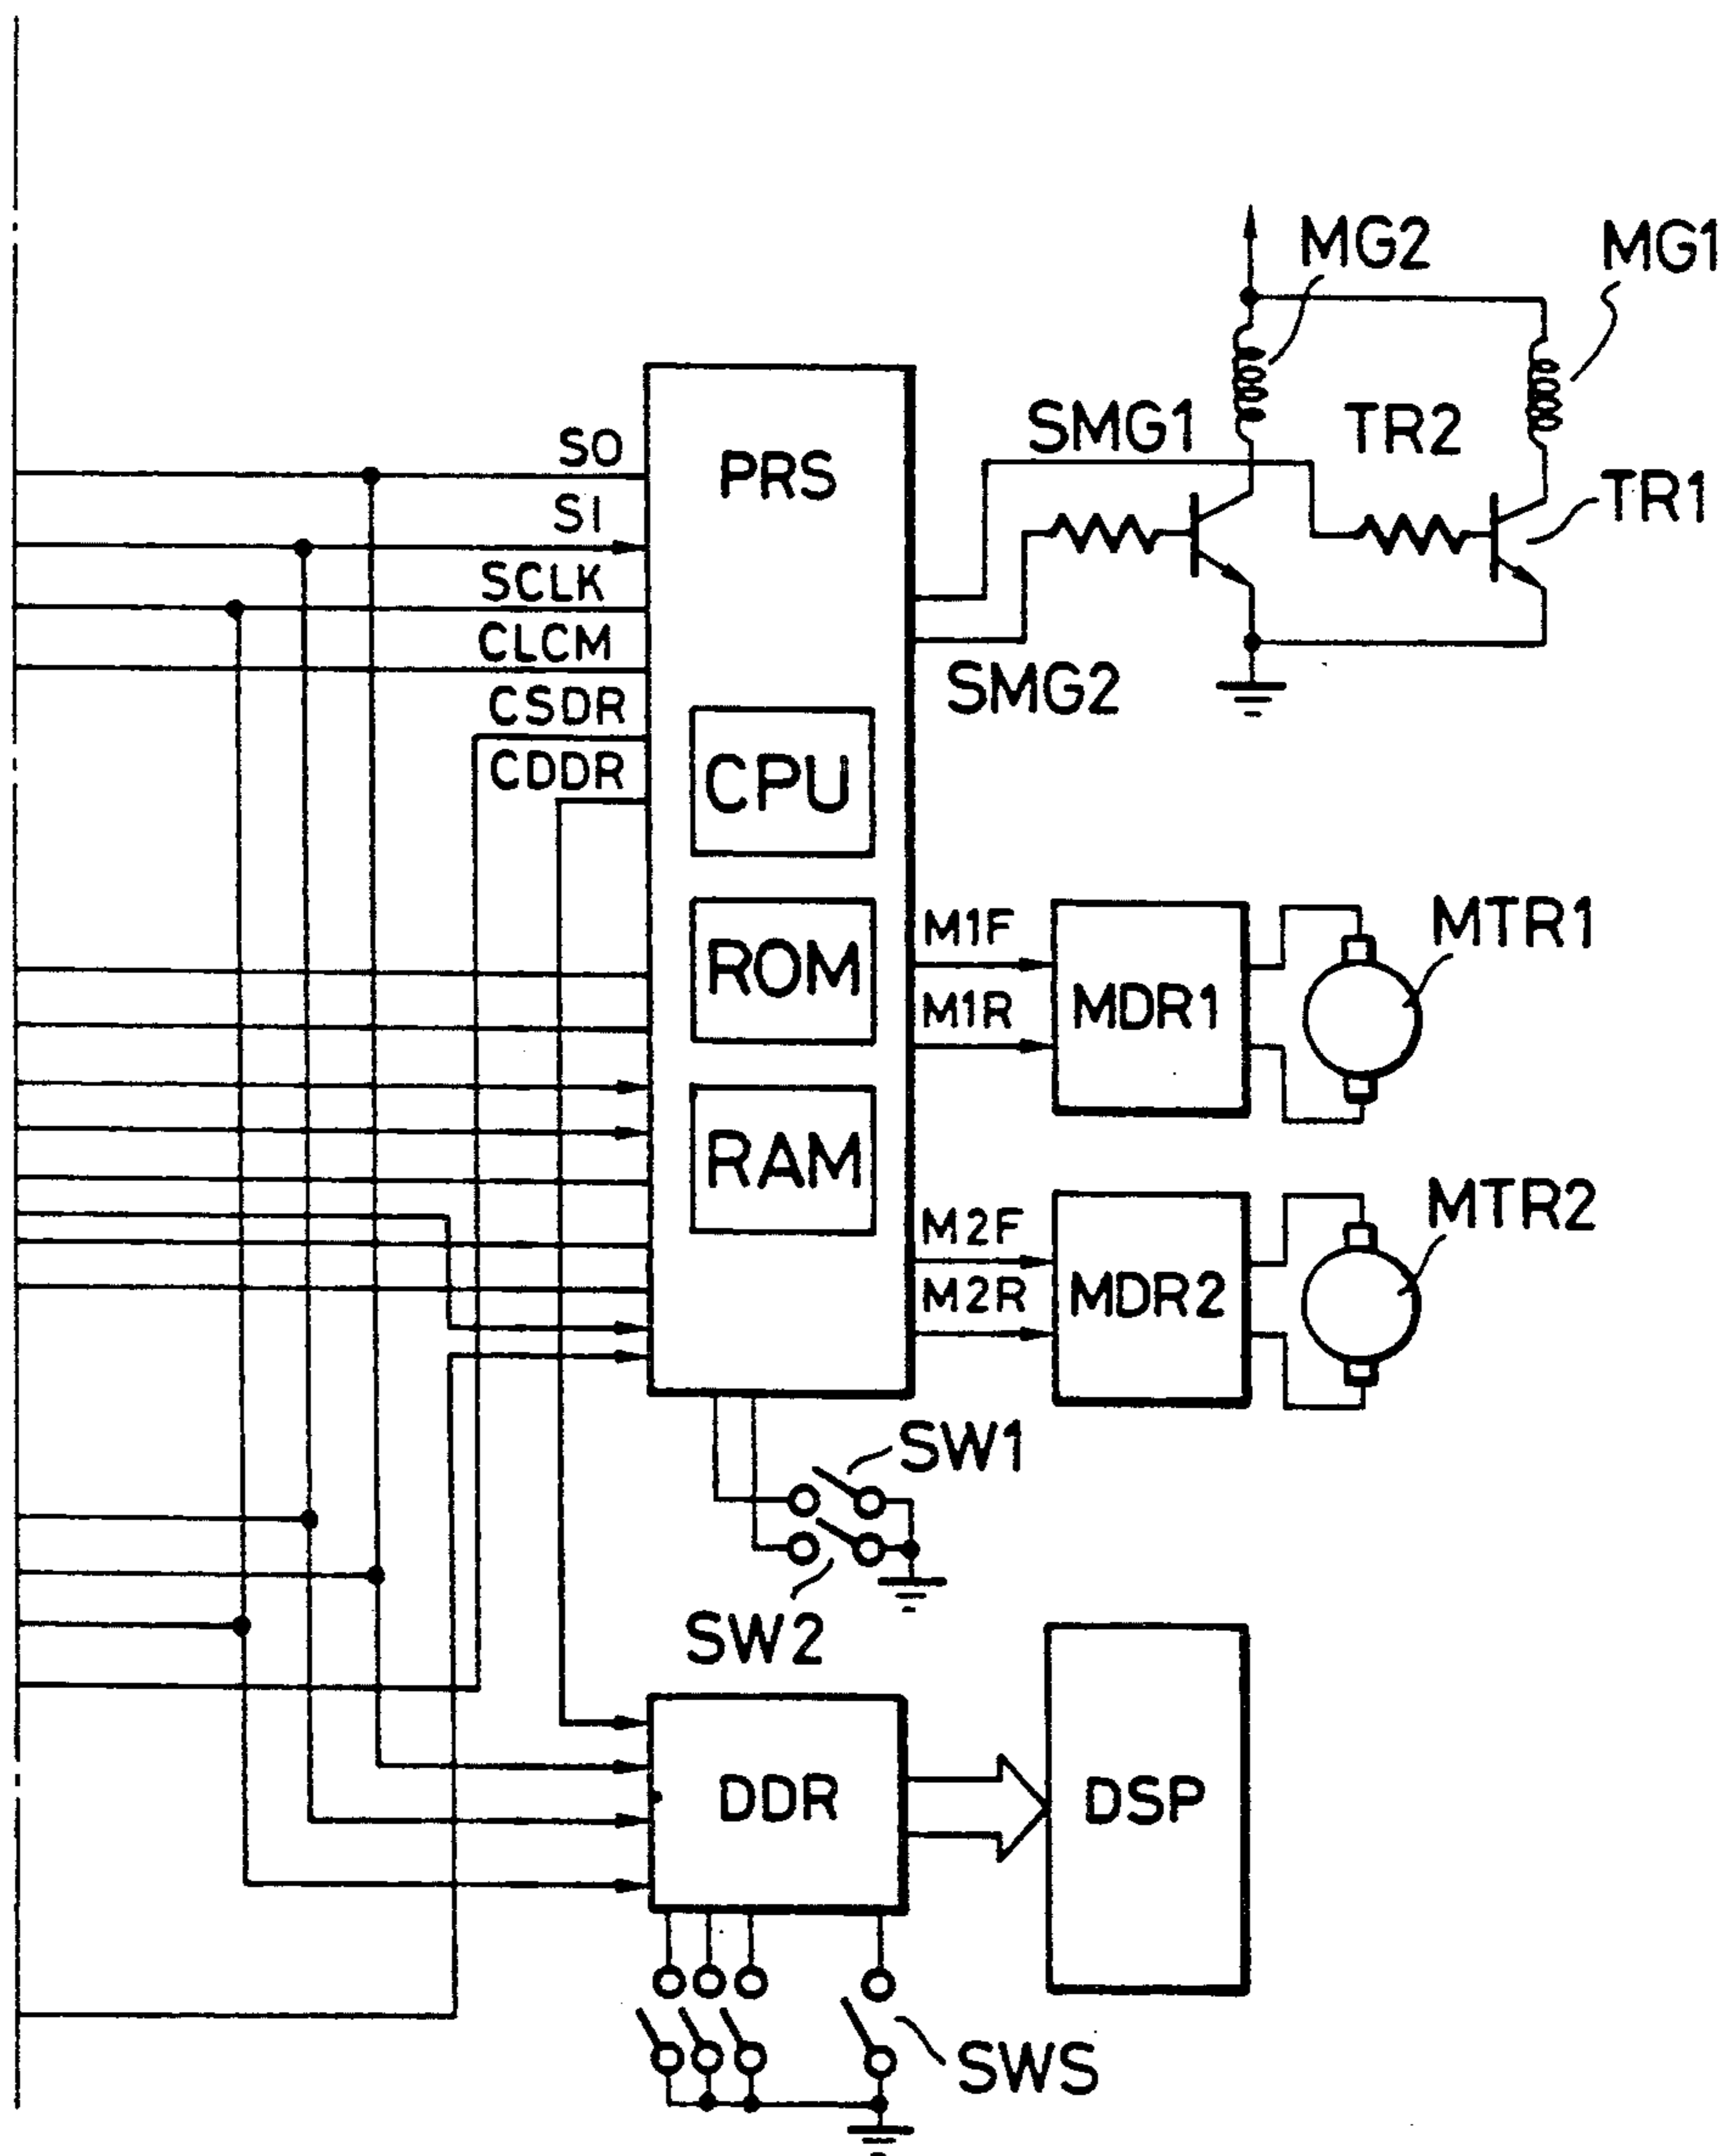 MG2
MG1
SMG1
TR2
SO
PRS
TR1
SI
SCLK
CLCM
SMG2
CSDR
CDDR
CPU
M1F
MTR1
ROM
M1R
MDR1
RAM
M2F
MTR2
M2R
MDR2
SW1
SW2
DDR
DSP
SWS